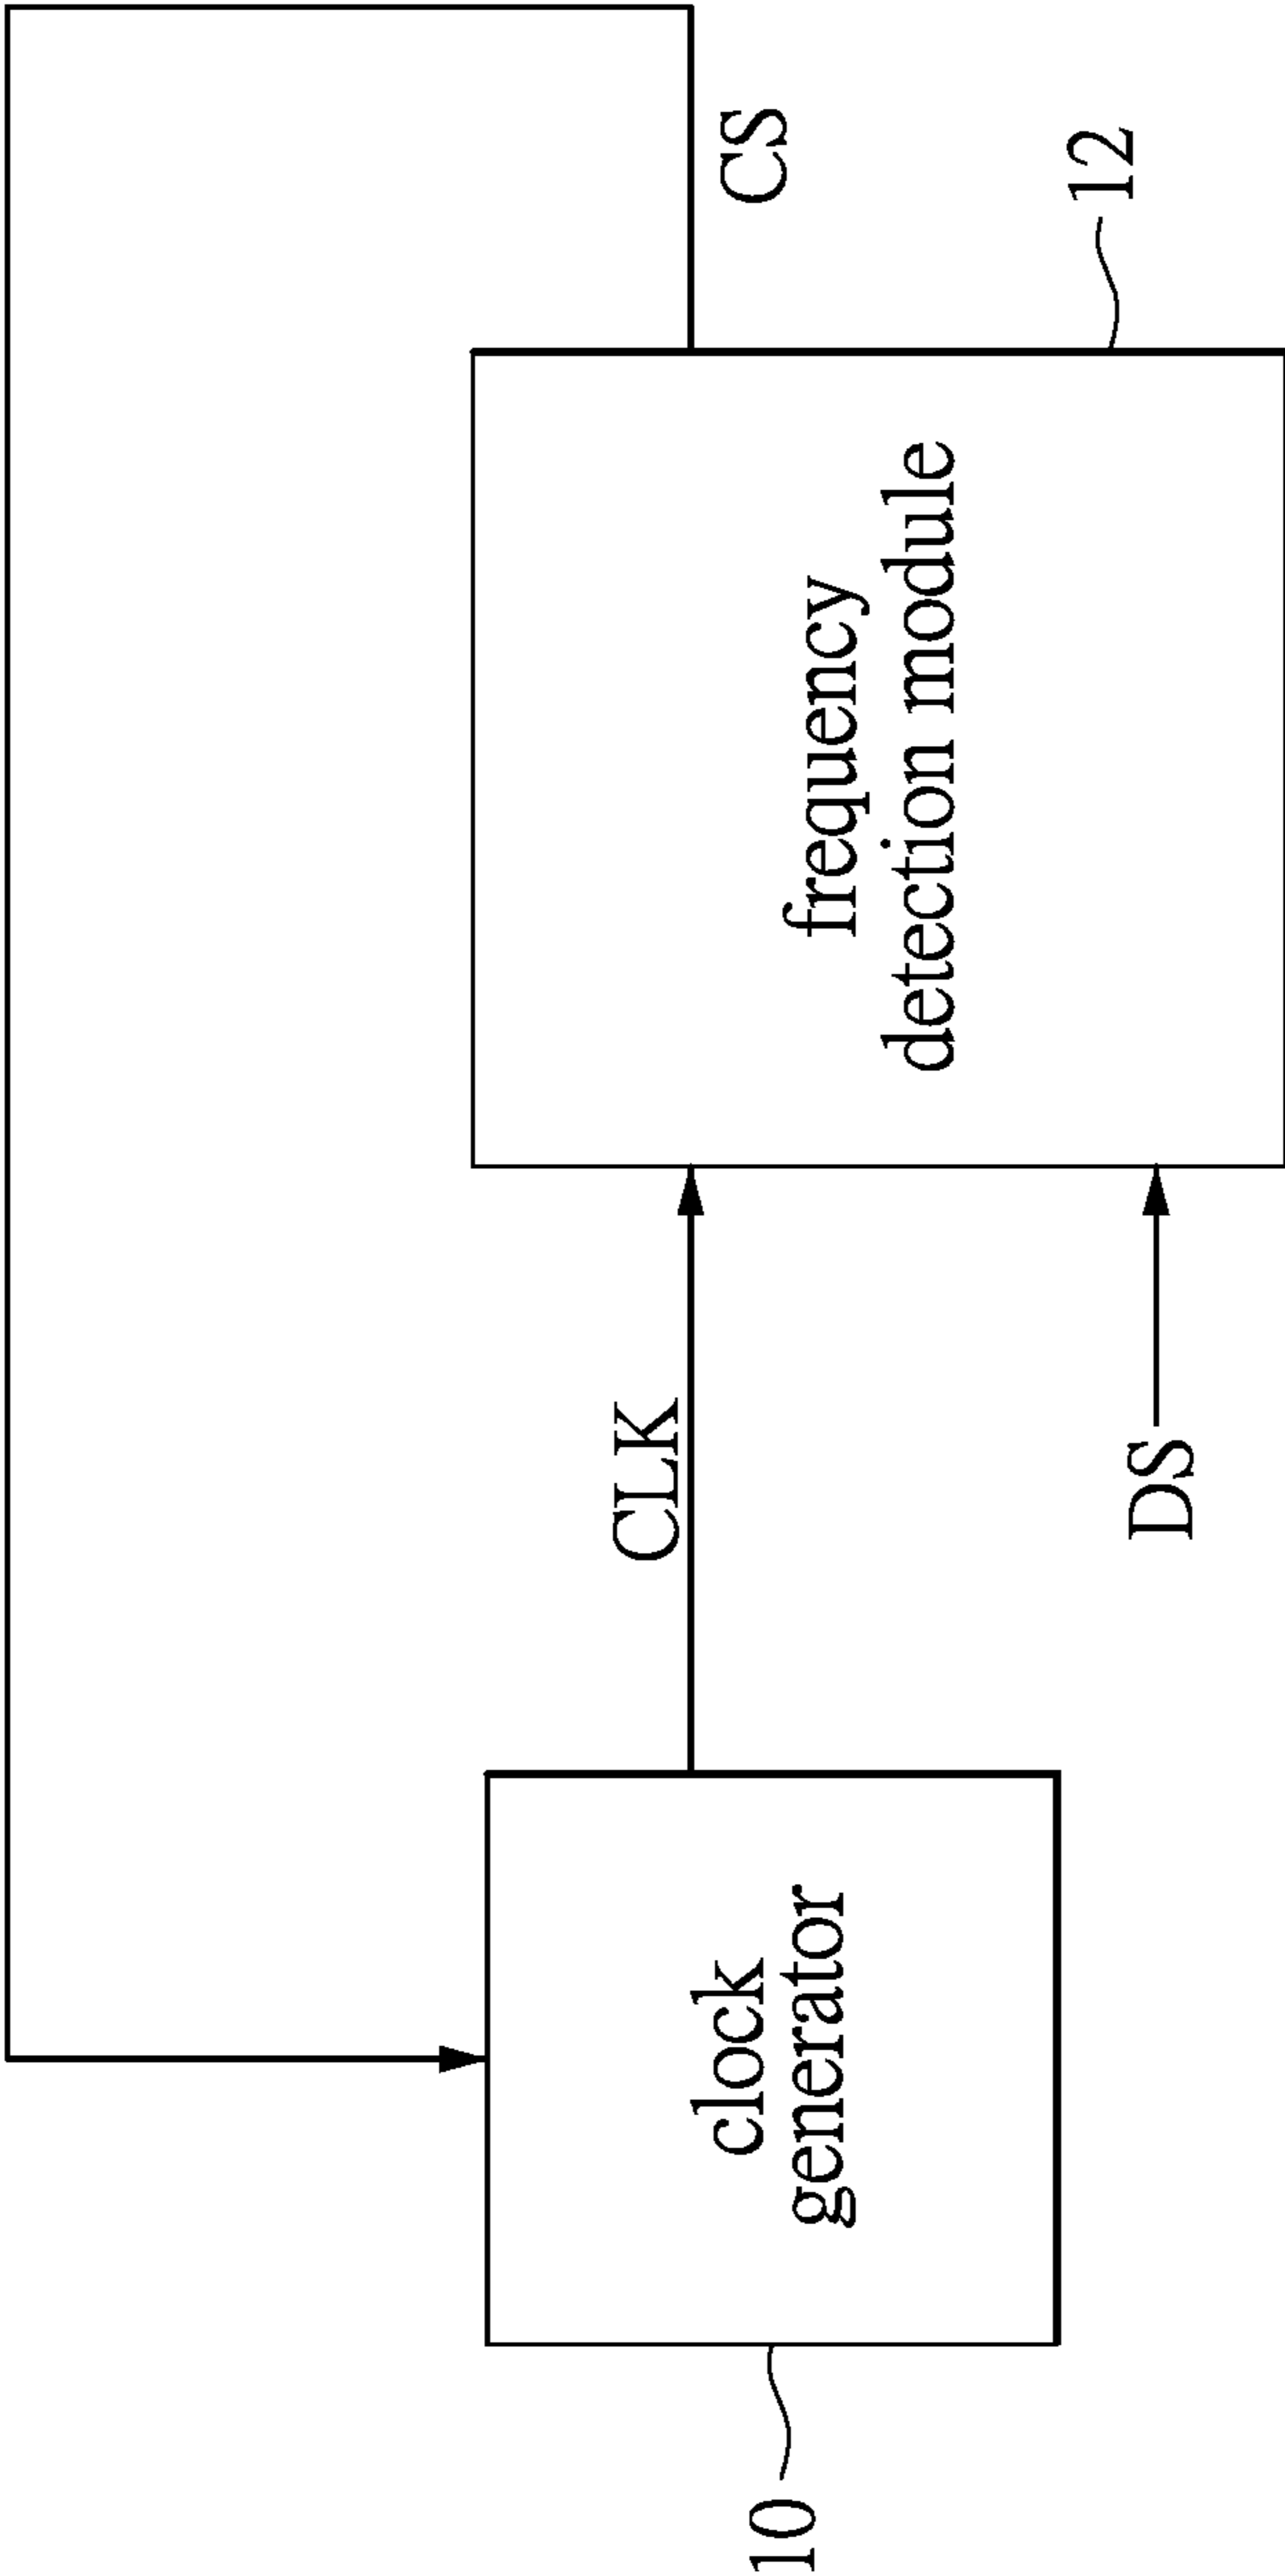 CS
CLK
frequency
detection module
12
clock
generator
10
DS